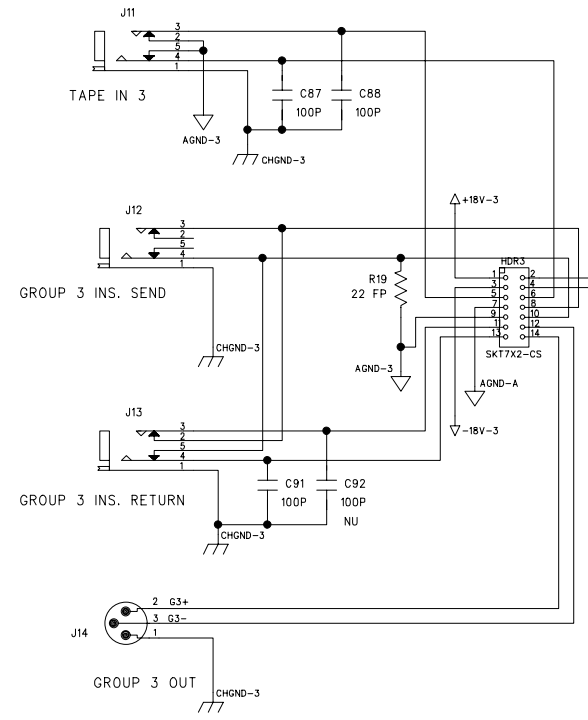 J11
3
2
5
4
1
TAPE IN 3
AGND-3
CHGND-3
C87
100P
C88
100P
J12
3
2
5
4
1
GROUP 3 INS. SEND
CHGND-3
R19
22 FP
AGND-3
+18V-3
HDR3
1 2
3 4
5 6
7 8
9 10
11 12
13 14
SKT7X2-CS
AGND-A
-18V-3
J13
3
2
5
4
1
GROUP 3 INS. RETURN
CHGND-3
C91
100P
C92
100P
NU
J14
2 G3+
3 G3-
1
GROUP 3 OUT
CHGND-3